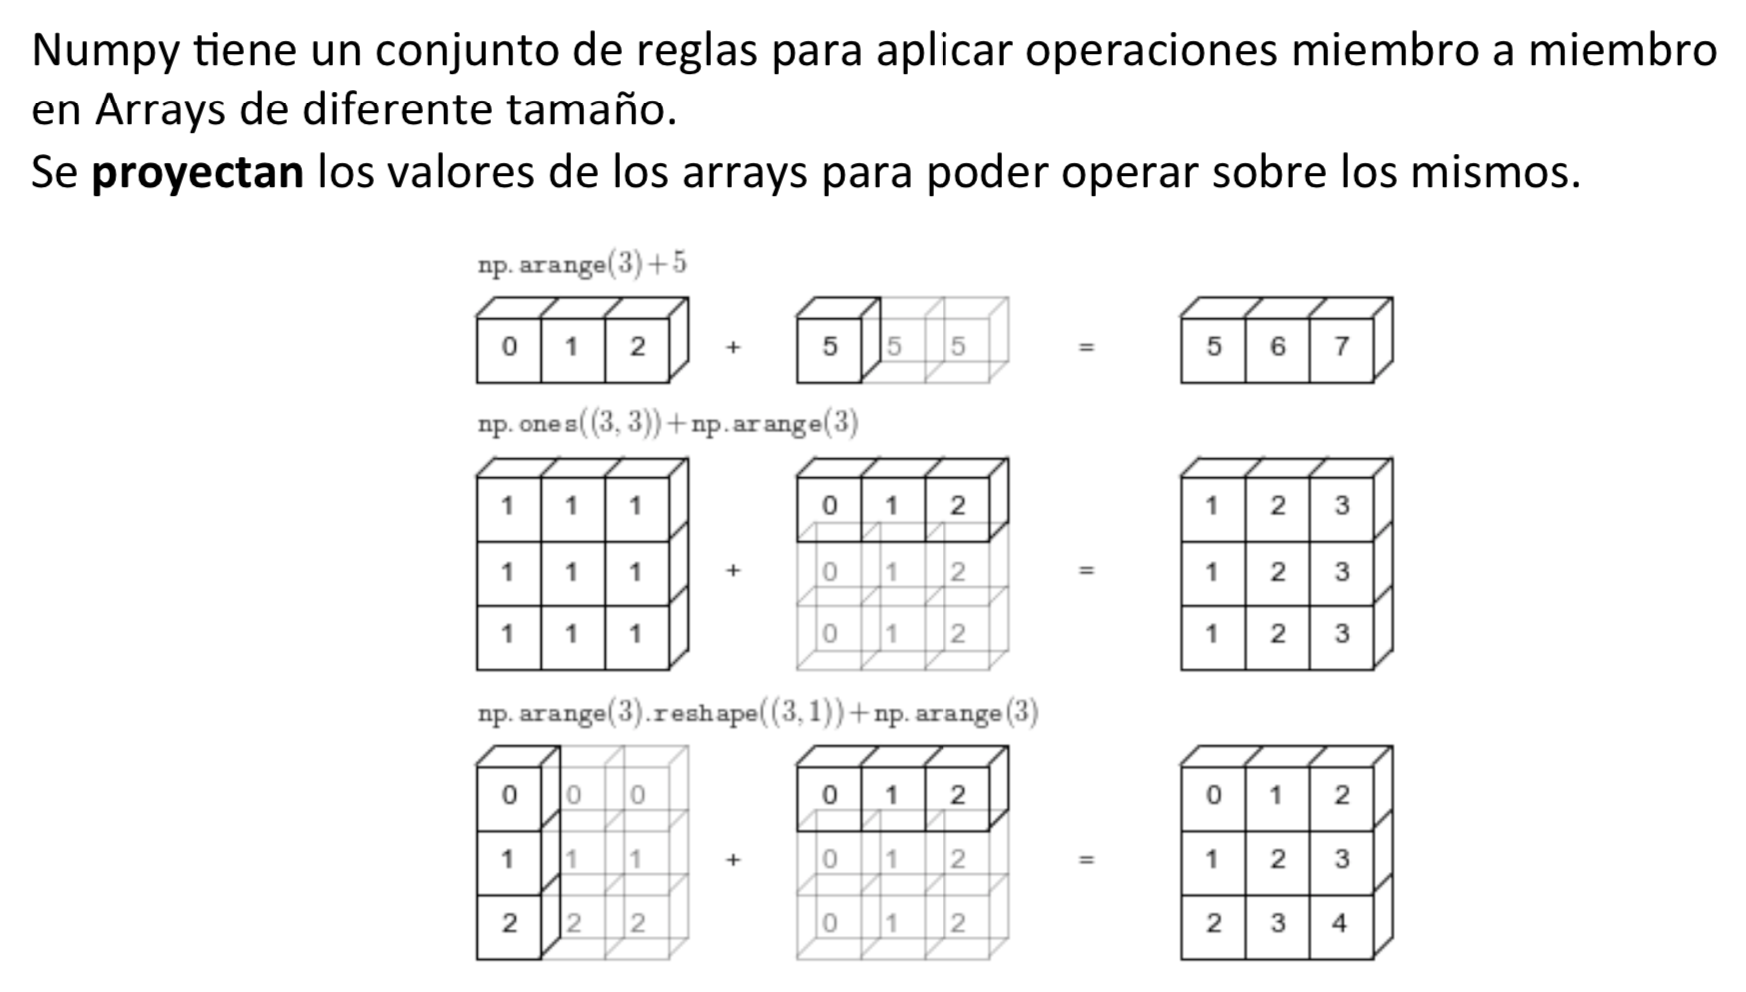 Numpy tiene un conjunto de reglas para aplicar operaciones miembro a miembro
en Arrays de diferente tamaño.
Se proyectan los valores de los arrays para poder operar sobre los mismos.
np.arange(3)+5
0 1 2 + 5 5 5 = 5 6 7
np.ones((3,3))+np.arange(3)
1 1 1 0 1 2 1 2 3
1 1 1 + 0 1 2 = 1 2 3
1 1 1 0 1 2 1 2 3
np.arange(3).reshape((3,1))+np.arange(3)
0 0 0 0 1 2 0 1 2
1 1 1 + 0 1 2 = 1 2 3
2 2 2 0 1 2 2 3 4